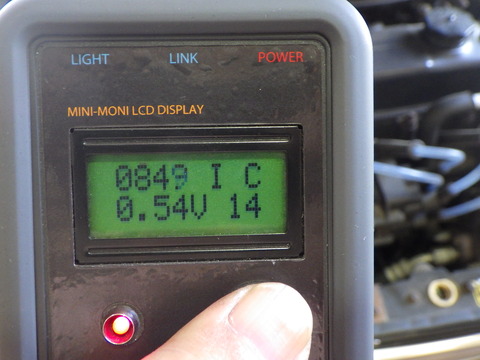 LIGHT LINK POWER
MINI-MONI LCD DISPLAY
0849 I C
0.54V 14